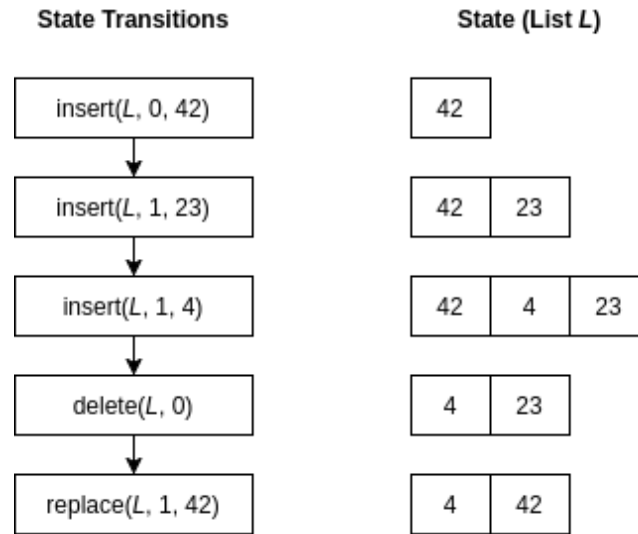 State Transitions State (List L)
insert(L, 0, 42) 42
insert(L, 1, 23) 42 23
insert(L, 1, 4) 42 4 23
delete(L, 0) 4 23
replace(L, 1, 42) 4 42